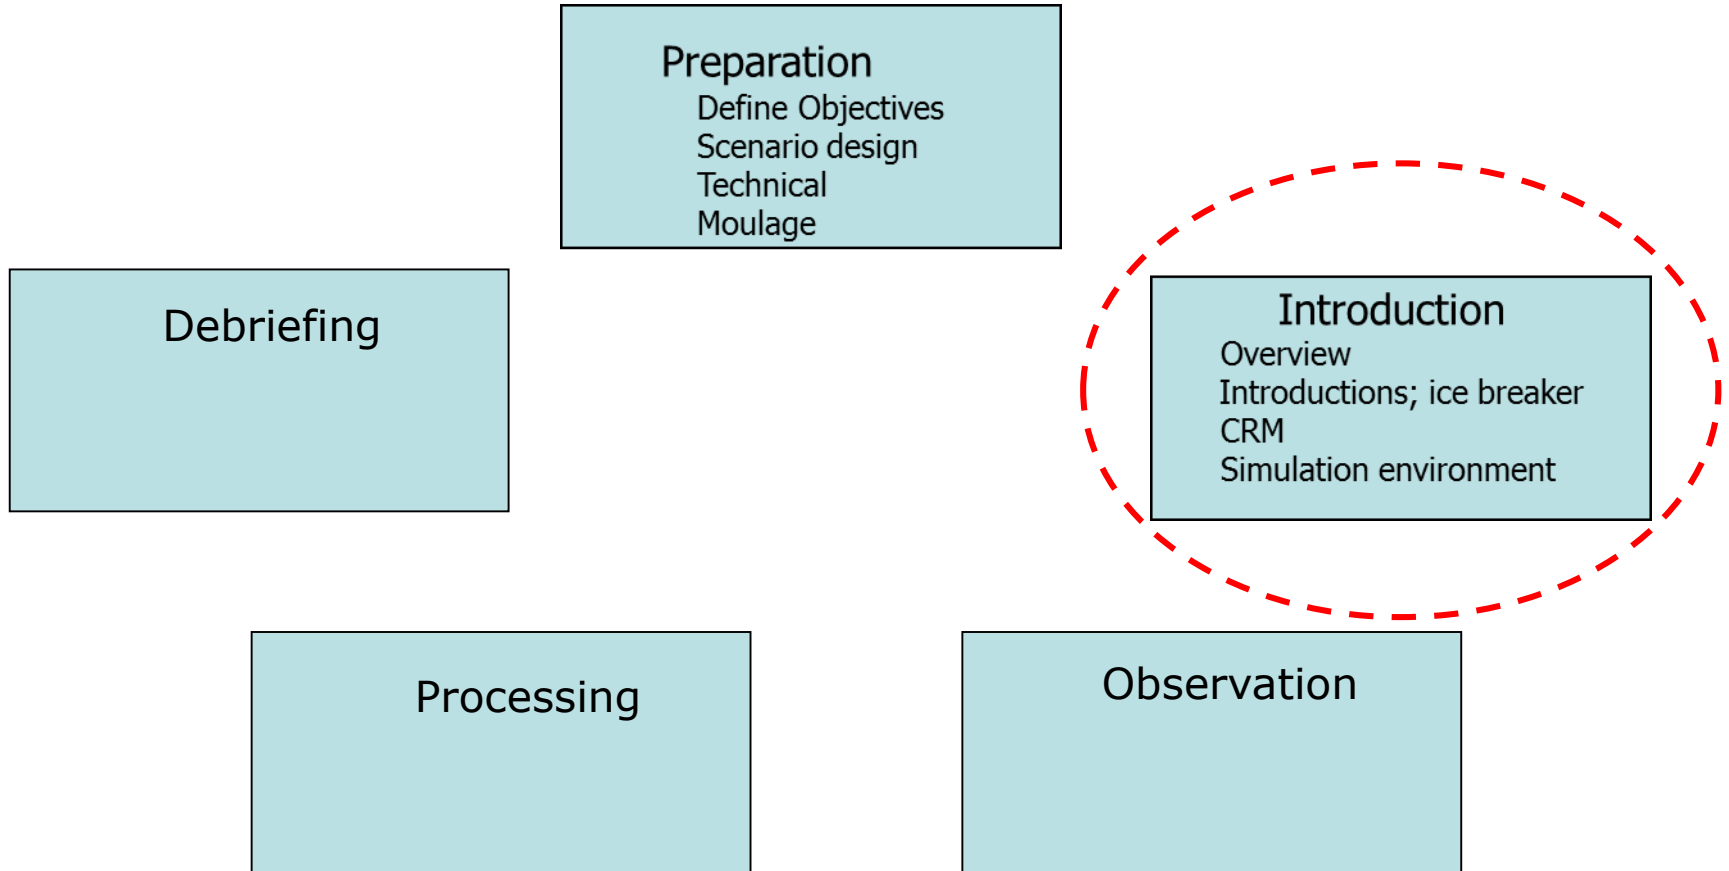 Preparation
Define Objectives
Scenario design
Technical
Moulage
Introduction
Overview
Introductions; ice breaker
CRM
Simulation environment
Debriefing
Observation
Processing